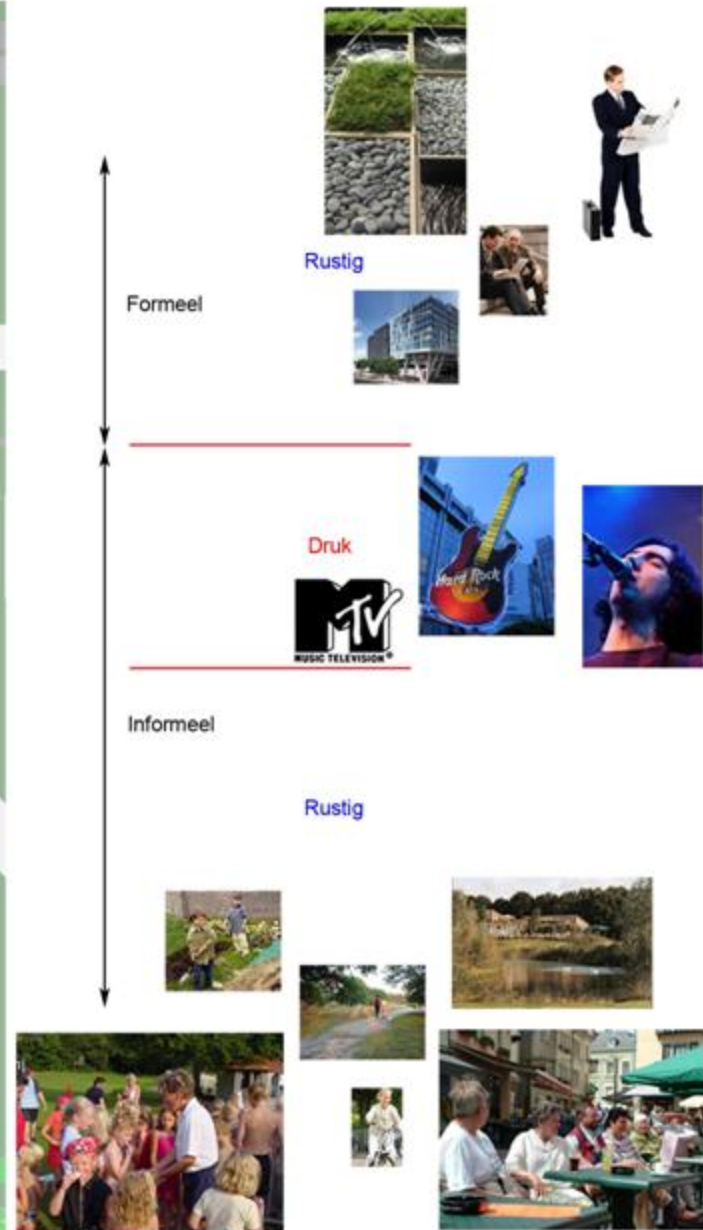 Rustig
Formeel
Druk
Hard Rock
MTV
MUSIC TELEVISION®
Informeel
Rustig